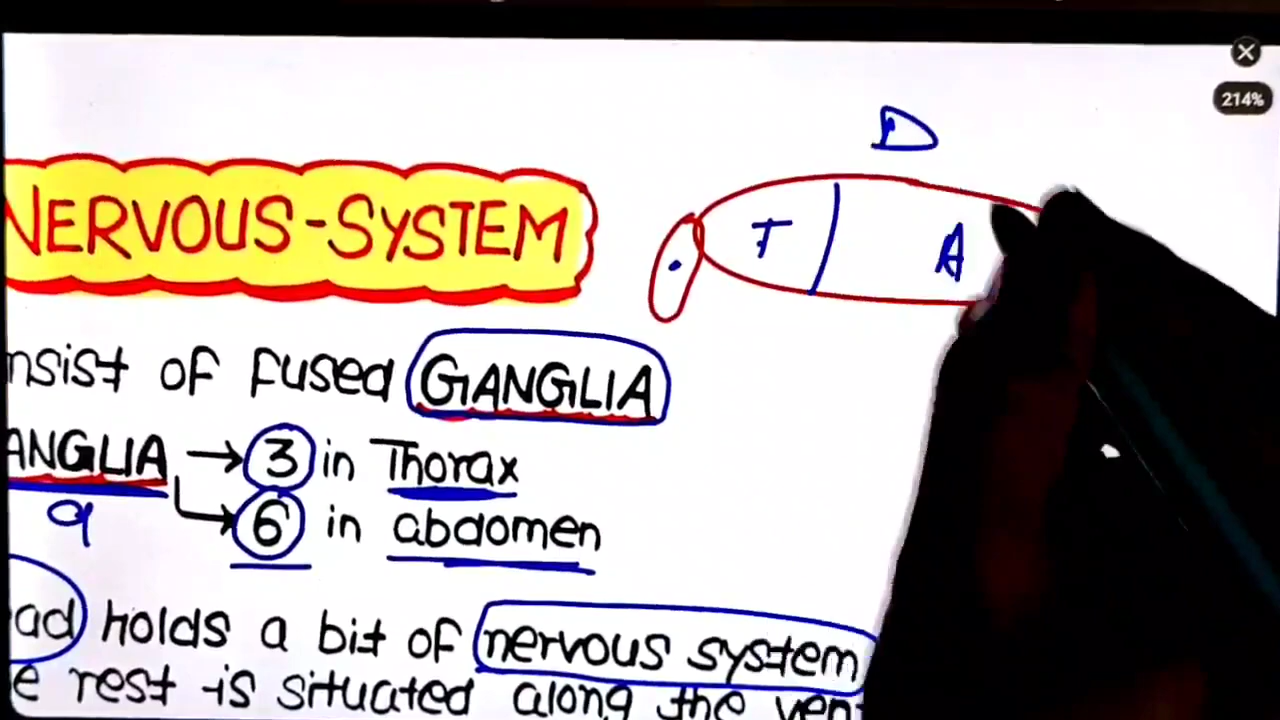 214%
D
NERVOUS-SYSTEM
T A
nsist of fused GANGLIA
ANGLIA → 3 in Thorax
9 → 6 in abdomen
ad holds a bit of nervous system
e rest is situated along the vent